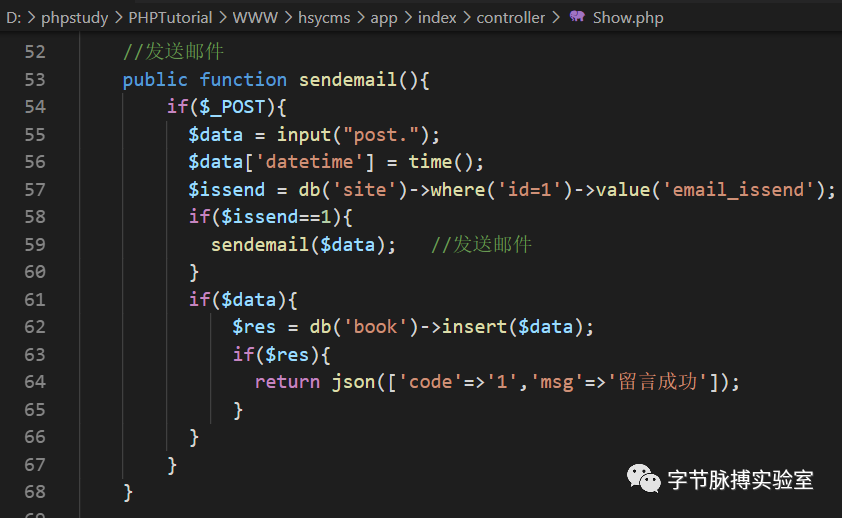 D: > phpstudy > PHPTutorial > WWW > hsycms > app > index > controller > Show.php
52 //发送邮件
53 public function sendemail(){
54 if($_POST){
55 $data = input("post.");
56 $data['datetime'] = time();
57 $issend = db('site')->where('id=1')->value('email_issend');
58 if($issend==1){
59 sendemail($data); //发送邮件
60 }
61 if($data){
62 $res = db('book')->insert($data);
63 if($res){
64 return json(['code'=>'1','msg'=>'留言成功']);
65 }
66 }
67 }
68 }
字节脉搏实验室